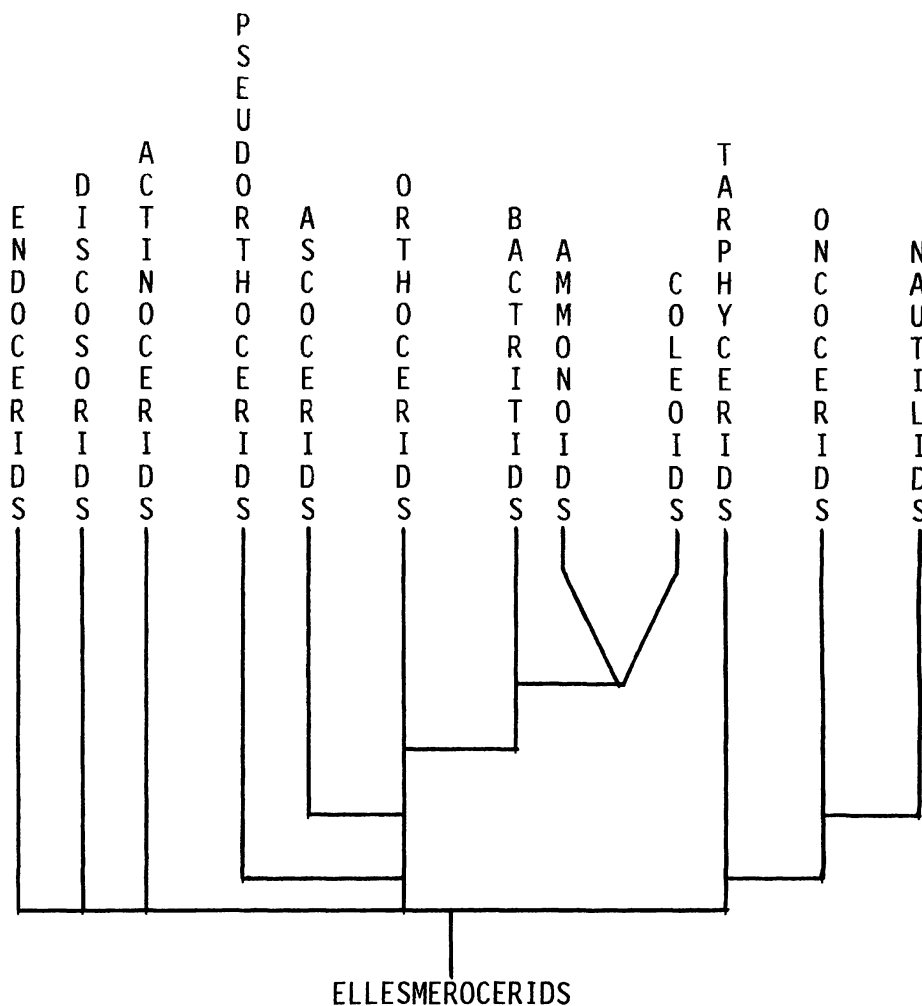 ENDOCERIDS
DISCOSORIDS
ACTINOCERIDS
PSEUDORTHOCERIDS
ASCOCERIDS
ORTHOCERIDS
BACTRITIDS
AMMONOIDS
COLEOIDS
TARPHYCERIDS
ONCOCERIDS
NAUTILIDS
ELLESMEROCERIDS